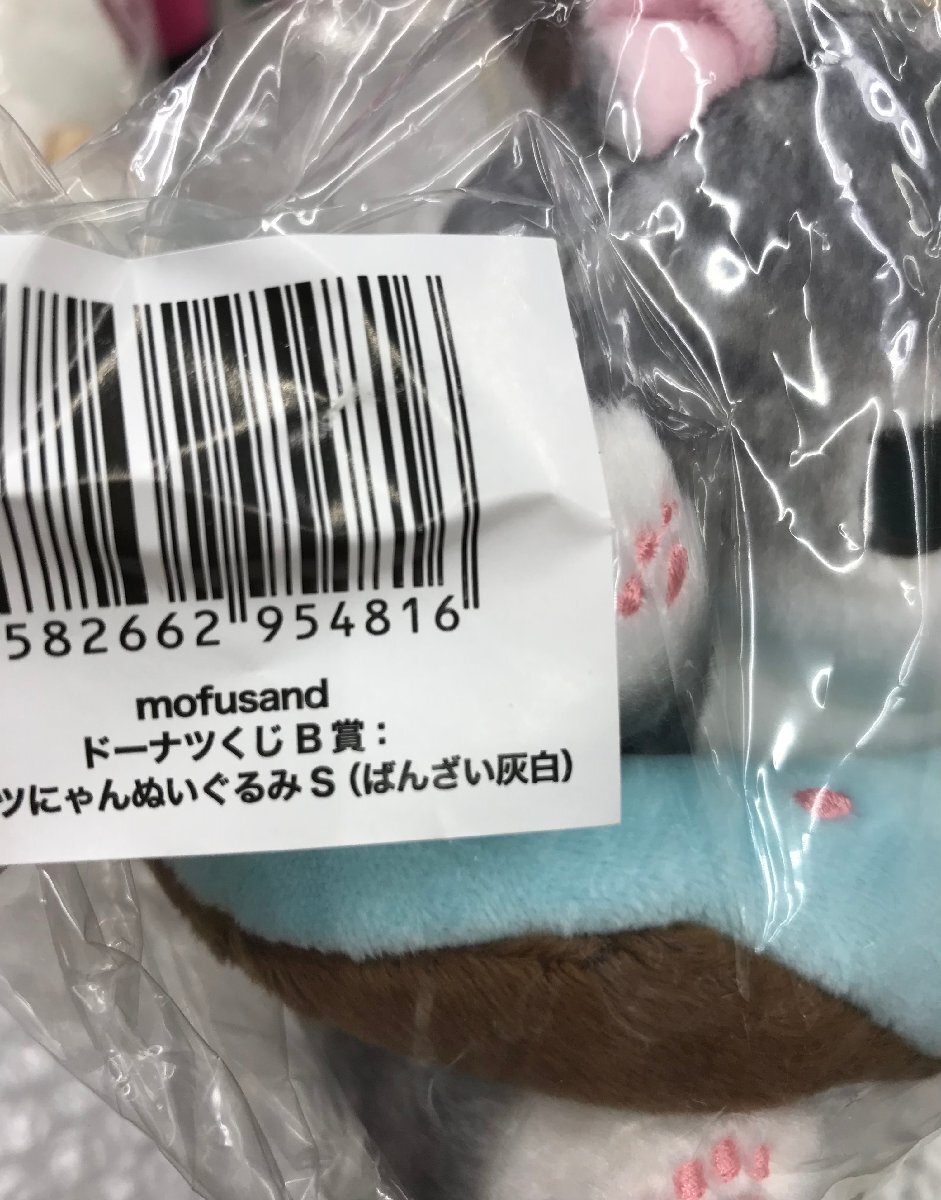 582662 954816
mofusand
ドーナツくじ B 賞：
ツにゃんぬいぐるみ S（ばんざい灰白）